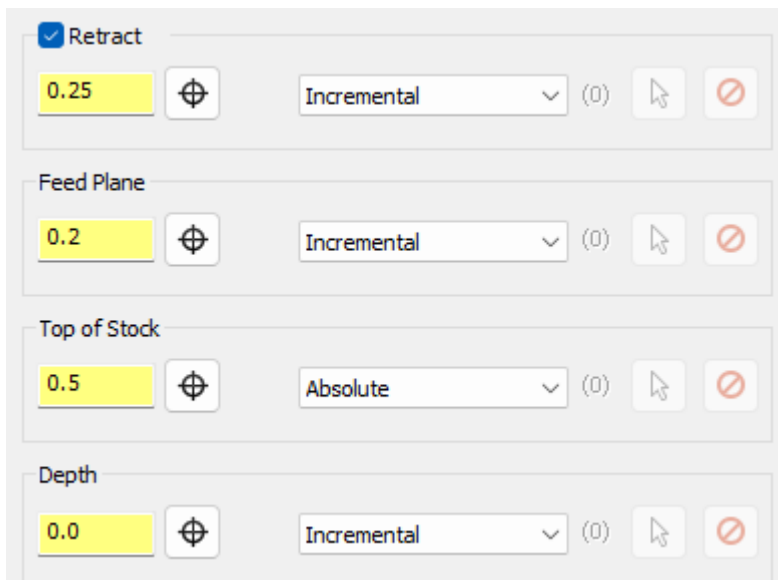 Retract
0.25 Incremental (0)
Feed Plane
0.2 Incremental (0)
Top of Stock
0.5 Absolute (0)
Depth
0.0 Incremental (0)